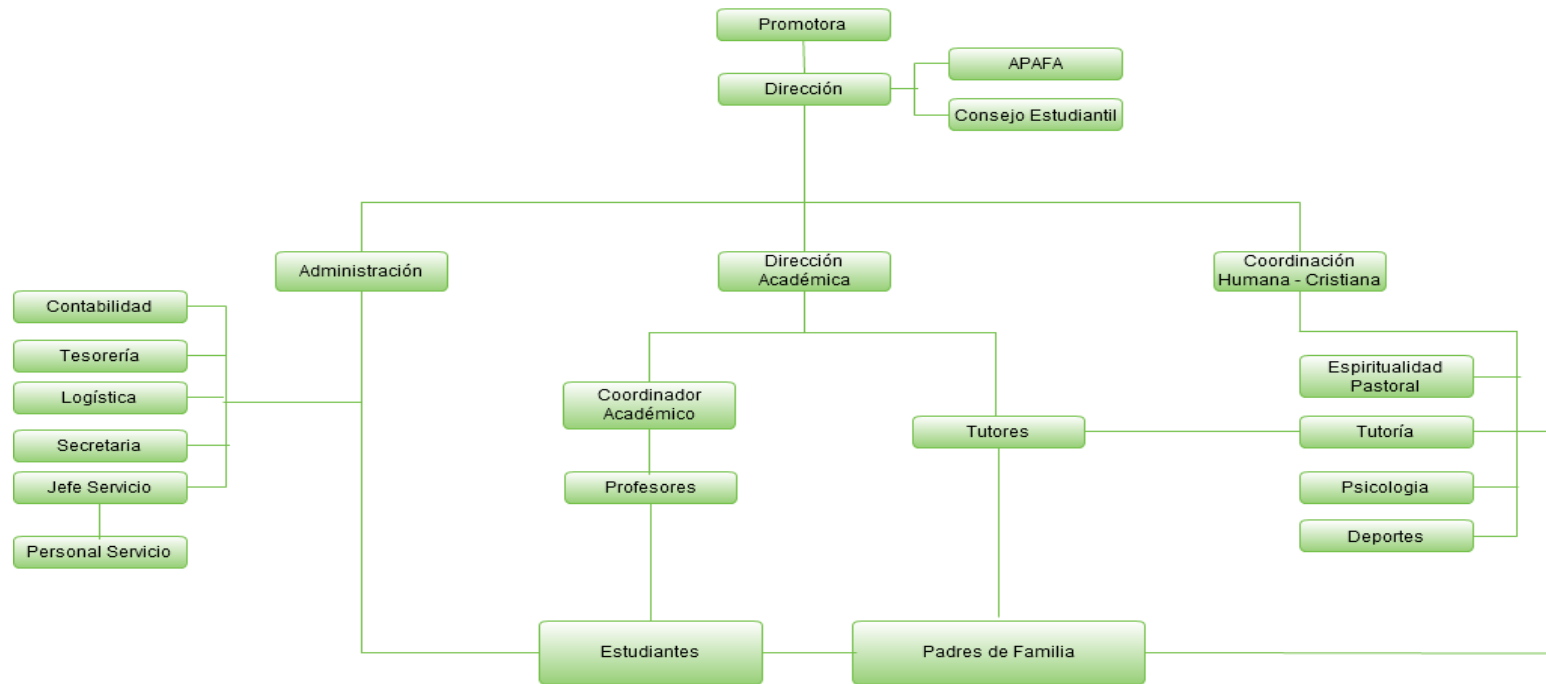 Promotora
APAFA
Dirección
Consejo Estudiantil
Administración
Dirección
Académica
Coordinación
Humana - Cristiana
Contabilidad
Tesorería
Logística
Secretaria
Jefe Servicio
Personal Servicio
Coordinador
Académico
Profesores
Tutores
Espiritualidad
Pastoral
Tutoría
Psicologia
Deportes
Estudiantes
Padres de Familia